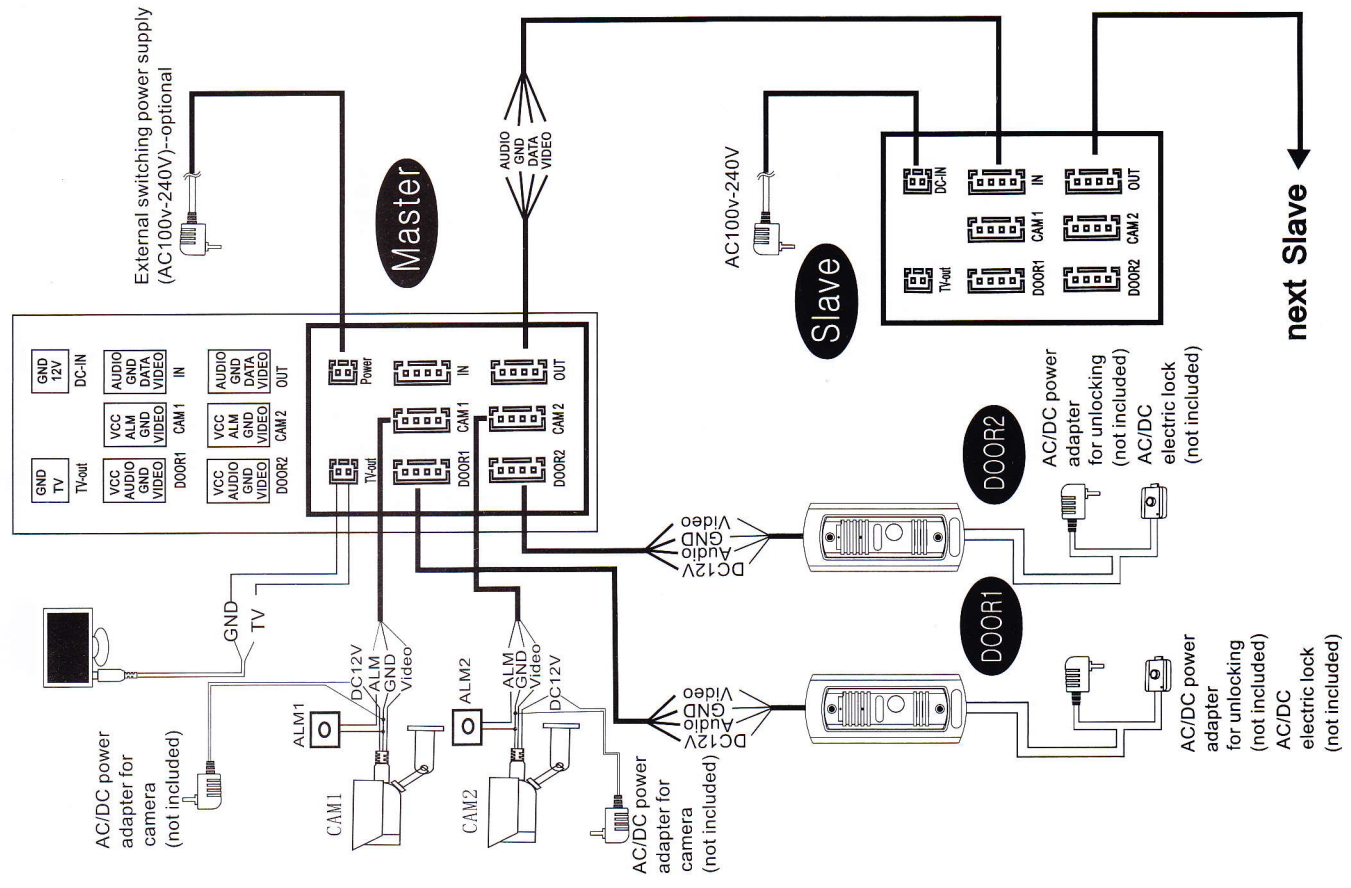 External switching power supply
(AC100v-240V)--optional
Master
AUDIO
GND
DATA
VIDEO
GND
12V
DC-IN
AUDIO
GND
DATA
VIDEO
IN
AUDIO
GND
DATA
VIDEO
OUT
VCC
ALM
GND
VIDEO
CAM1
VCC
ALM
GND
VIDEO
CAM2
GND
TV
TV-out
VCC
AUDIO
GND
VIDEO
DOOR1
VCC
AUDIO
GND
VIDEO
DOOR2
Power
IN
OUT
CAM1
CAM2
TV-out
DOOR1
DOOR2
AC100v-240V
Slave
DC-IN
IN
OUT
CAM1
CAM2
TV-out
DOOR1
DOOR2
next Slave
GND
TV
AC/DC power
adapter for
camera
(not included)
ALM1
DC12V
ALM
GND
Video
CAM1
ALM2
ALM
GND
Video
DC12V
CAM2
AC/DC power
adapter for
camera
(not included)
Video
GND
Audio
DC12V
DOOR2
AC/DC power
adapter
for unlocking
(not included)
AC/DC
electric lock
(not included)
Video
GND
Audio
DC12V
DOOR1
AC/DC power
adapter
for unlocking
(not included)
AC/DC
electric lock
(not included)